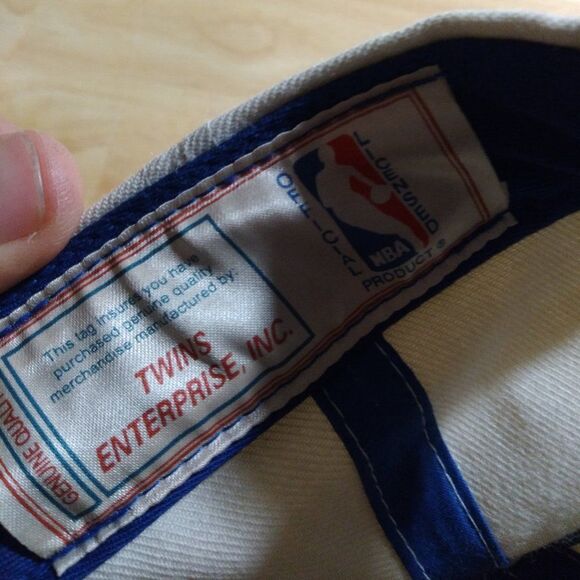 This tag insures you have
purchased genuine quality
merchandise manufactured by:
TWINS
ENTERPRISE, INC.
GENUINE QUALI
OFFICIAL
LICENSED
NBA
PRODUCT ®